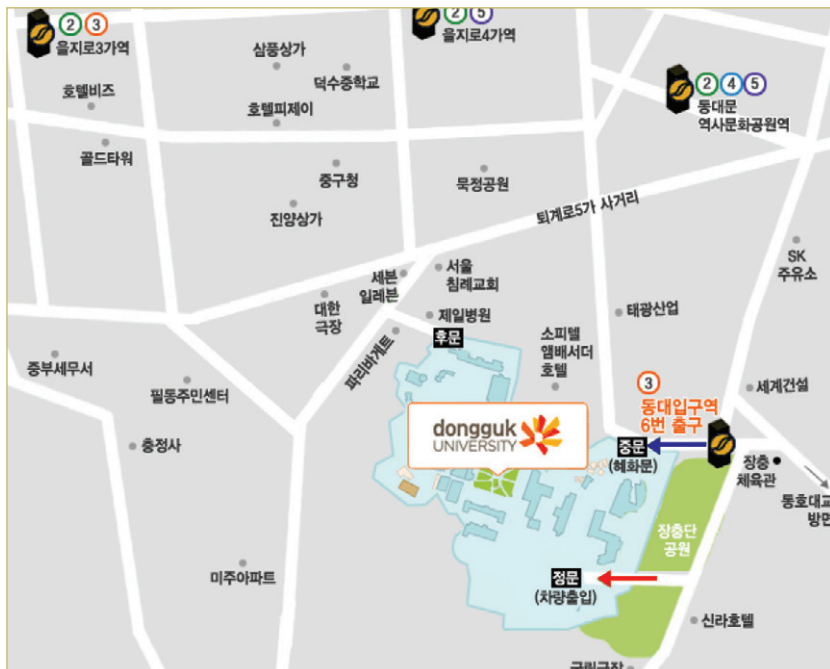 ② ③
을지로3가역
② ⑤
을지로4가역
삼풍상가
덕수중학교
호텔비즈
호텔피제이
② ④ ⑤
동대문
역사문화공원역
골드타워
중구청
묵정공원
진양상가
퇴계로5가 사거리
SK
주유소
세븐
일레븐
서울
침례교회
대한
극장
제일병원
태광산업
파리바게트
후문
소피텔
앰배서더
호텔
중부세무서
필동주민센터
③
동대입구역
6번 출구
세계건설
dongguk
UNIVERSITY
충정사
중문
(혜화문)
장충
체육관
동호대교
방면
장충단
공원
미주아파트
정문
(차량출입)
신라호텔
국립극장